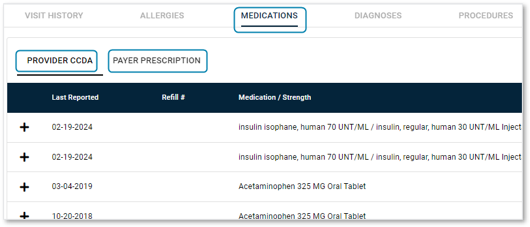 VISIT HISTORY ALLERGIES MEDICATIONS DIAGNOSES PROCEDURES
PROVIDER CCDA PAYER PRESCRIPTION
Last Reported Refill # Medication / Strength
02-19-2024 insulin isophane, human 70 UNT/ML / insulin, regular, human 30 UNT/ML Inject
02-19-2024 insulin isophane, human 70 UNT/ML / insulin, regular, human 30 UNT/ML Inject
03-04-2019 Acetaminophen 325 MG Oral Tablet
10-20-2018 Acetaminophen 325 MG Oral Tablet